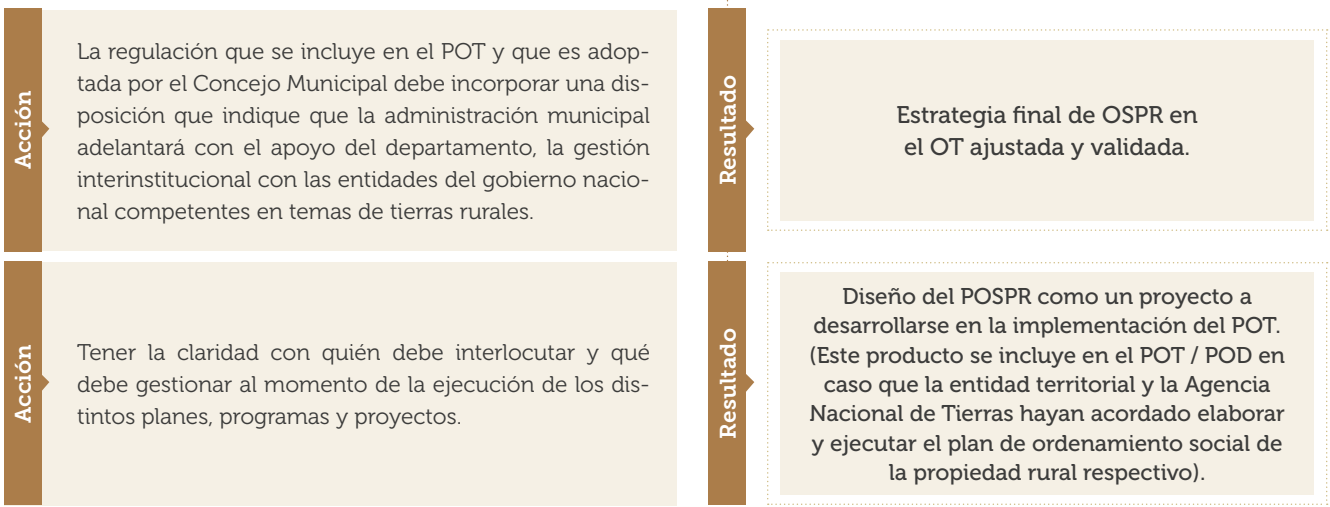 Acción
La regulación que se incluye en el POT y que es adop-
tada por el Concejo Municipal debe incorporar una dis-
posición que indique que la administración municipal
adelantará con el apoyo del departamento, la gestión
interinstitucional con las entidades del gobierno nacio-
nal competentes en temas de tierras rurales.
Resultado
Estrategia final de OSPR en
el OT ajustada y validada.
Acción
Tener la claridad con quién debe interlocutar y qué
debe gestionar al momento de la ejecución de los dis-
tintos planes, programas y proyectos.
Resultado
Diseño del POSPR como un proyecto a
desarrollarse en la implementación del POT.
(Este producto se incluye en el POT / POD en
caso que la entidad territorial y la Agencia
Nacional de Tierras hayan acordado elaborar
y ejecutar el plan de ordenamiento social de
la propiedad rural respectivo).